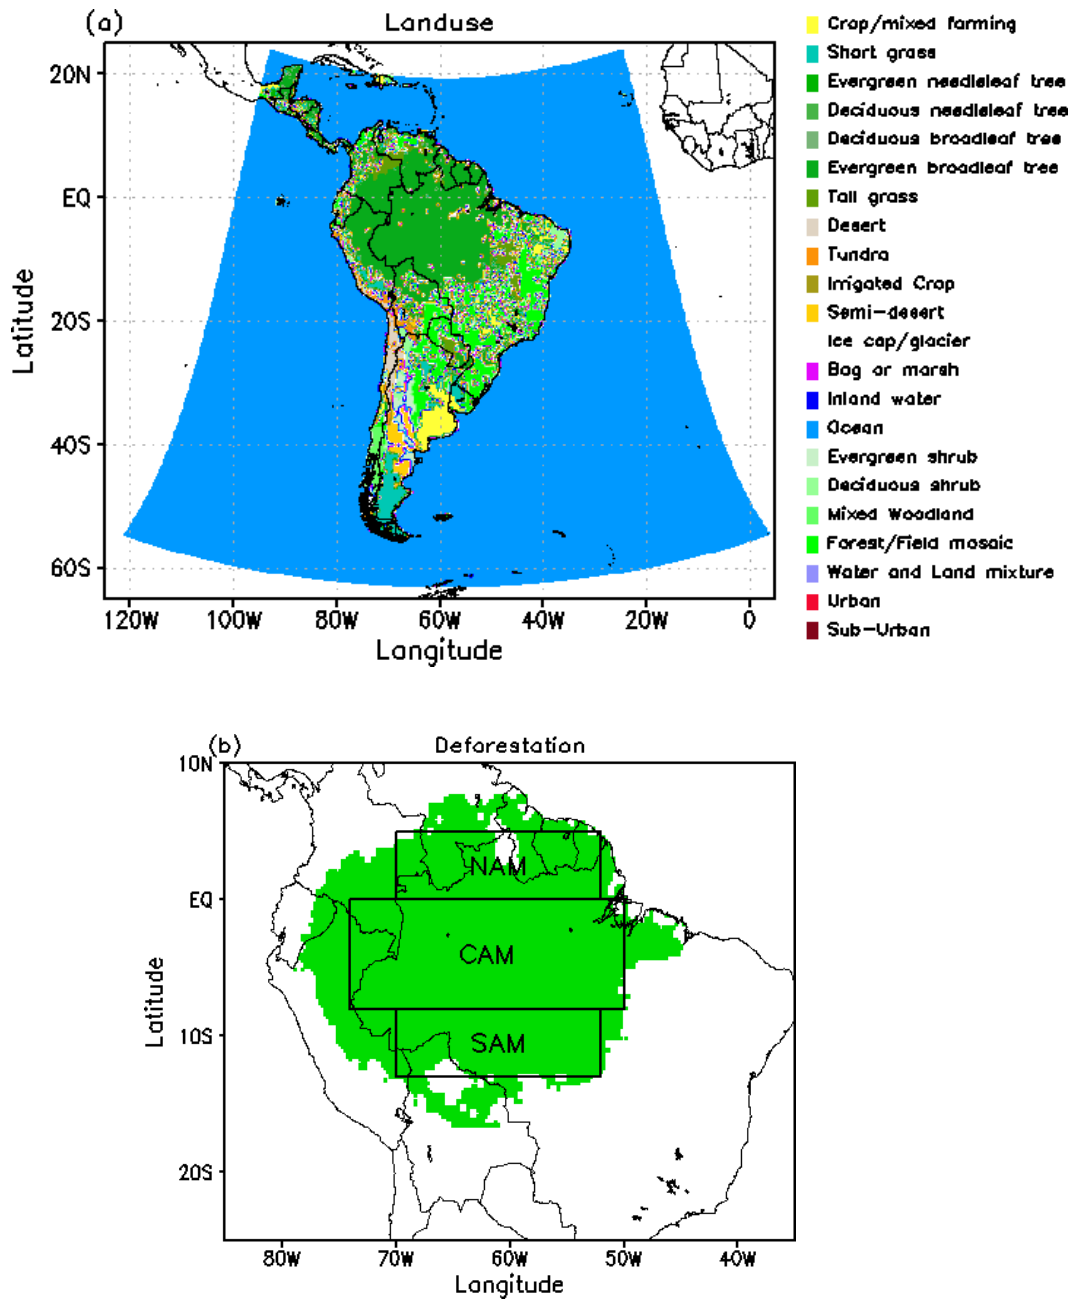 (a)
Landuse
20N
EQ
20S
40S
60S
Latitude
120W 100W 80W 60W 40W 20W 0
Longitude
Crop/mixed farming
Short grass
Evergreen needleleaf tree
Deciduous needleleaf tree
Deciduous broadleaf tree
Evergreen broadleaf tree
Tall grass
Desert
Tundra
Irrigated Crop
Semi-desert
Ice cap/glacier
Bog or marsh
Inland water
Ocean
Evergreen shrub
Deciduous shrub
Mixed Woodland
Forest/Field mosaic
Water and Land mixture
Urban
Sub-Urban
(b)
Deforestation
10N
EQ
10S
20S
Latitude
NAM
CAM
SAM
80W 70W 60W 50W 40W
Longitude